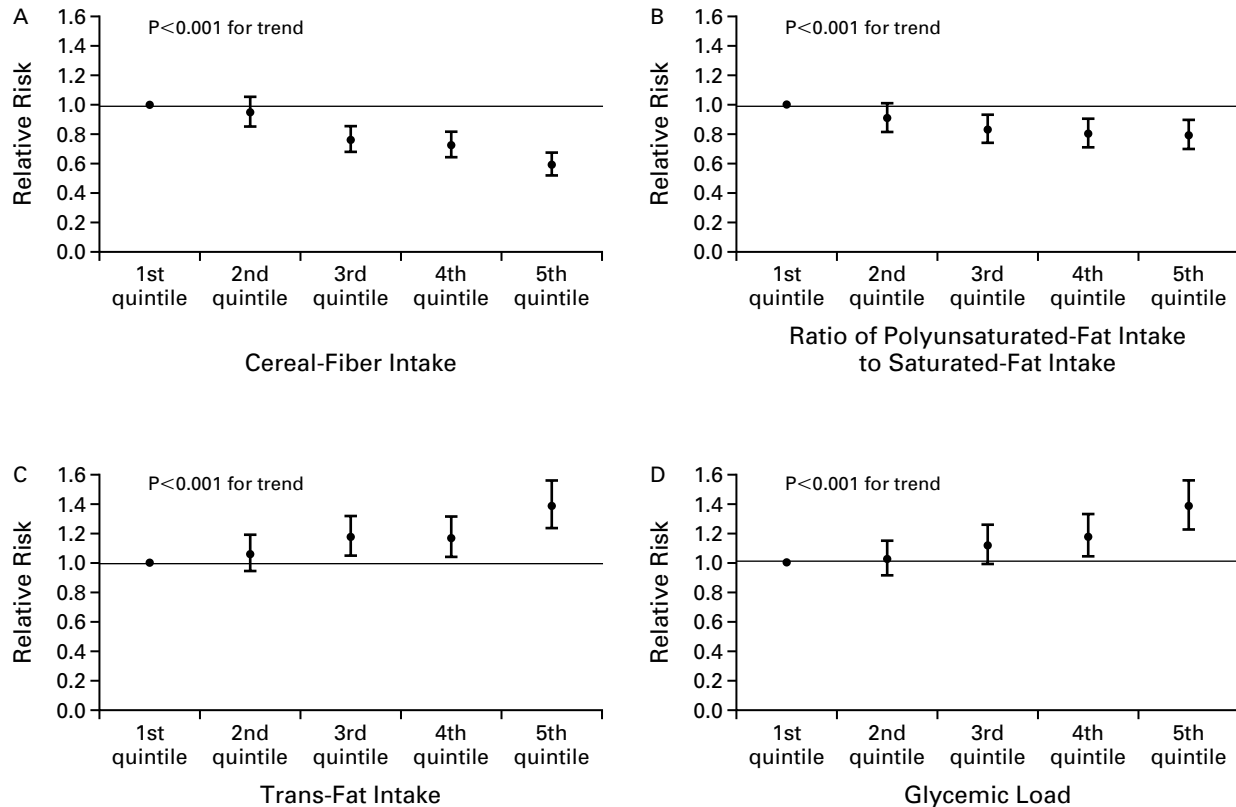 A
P<0.001 for trend
Relative Risk
1.6
1.4
1.2
1.0
0.8
0.6
0.4
0.2
0.0
1st quintile
2nd quintile
3rd quintile
4th quintile
5th quintile
Cereal-Fiber Intake
B
P<0.001 for trend
Relative Risk
1.6
1.4
1.2
1.0
0.8
0.6
0.4
0.2
0.0
1st quintile
2nd quintile
3rd quintile
4th quintile
5th quintile
Ratio of Polyunsaturated-Fat Intake
to Saturated-Fat Intake
C
P<0.001 for trend
Relative Risk
1.6
1.4
1.2
1.0
0.8
0.6
0.4
0.2
0.0
1st quintile
2nd quintile
3rd quintile
4th quintile
5th quintile
Trans-Fat Intake
D
P<0.001 for trend
Relative Risk
1.6
1.4
1.2
1.0
0.8
0.6
0.4
0.2
0.0
1st quintile
2nd quintile
3rd quintile
4th quintile
5th quintile
Glycemic Load